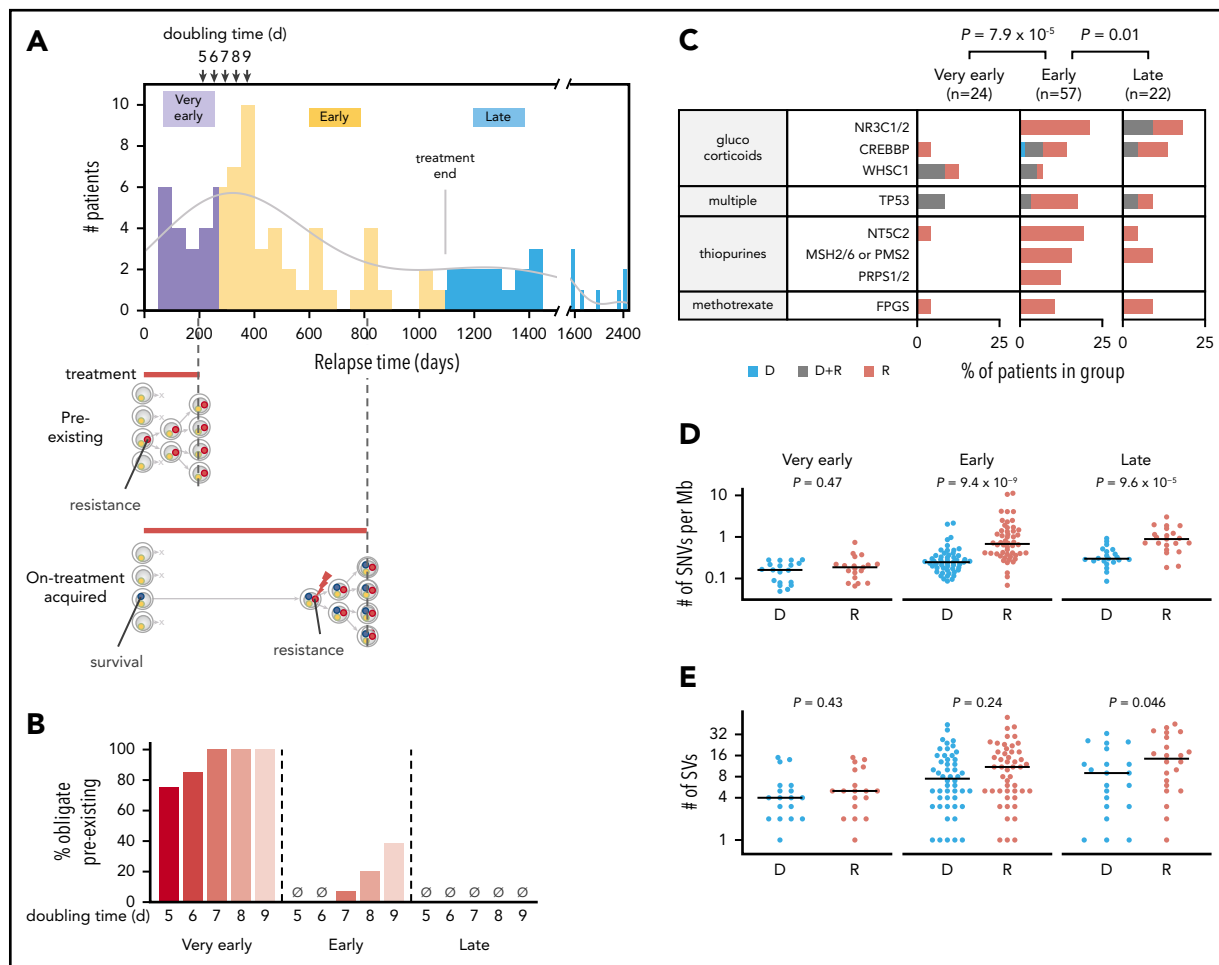 A
doubling time (d)
5 6 7 8 9
Very
early
Early
Late
treatment
end
# patients
10
8
6
4
2
0
0 200 400 600 800 1000 1200 1400 1600 2400
Relapse time (days)
treatment
Pre-
existing
resistance
On-treatment
acquired
survival
resistance
B
% obligate
pre-existing
100
80
60
40
20
0
Ø Ø Ø Ø Ø Ø Ø
doubling time (d) 5 6 7 8 9 5 6 7 8 9 5 6 7 8 9
Very early Early Late
C
P = 7.9 x 10⁻⁵ P = 0.01
Very early Early Late
(n=24) (n=57) (n=22)
gluco
corticoids
NR3C1/2
CREBBP
WHSC1
multiple
TP53
thiopurines
NT5C2
MSH2/6 or PMS2
PRPS1/2
methotrexate
FPGS
0 25 0 25
D D+R R
% of patients in group
D
Very early Early Late
P = 0.47 P = 9.4 x 10⁻⁹ P = 9.6 x 10⁻⁵
# of SNVs per Mb
10
1
0.1
D R D R D R
E
P = 0.43 P = 0.24 P = 0.046
# of SVs
32
16
8
4
1
D R D R D R